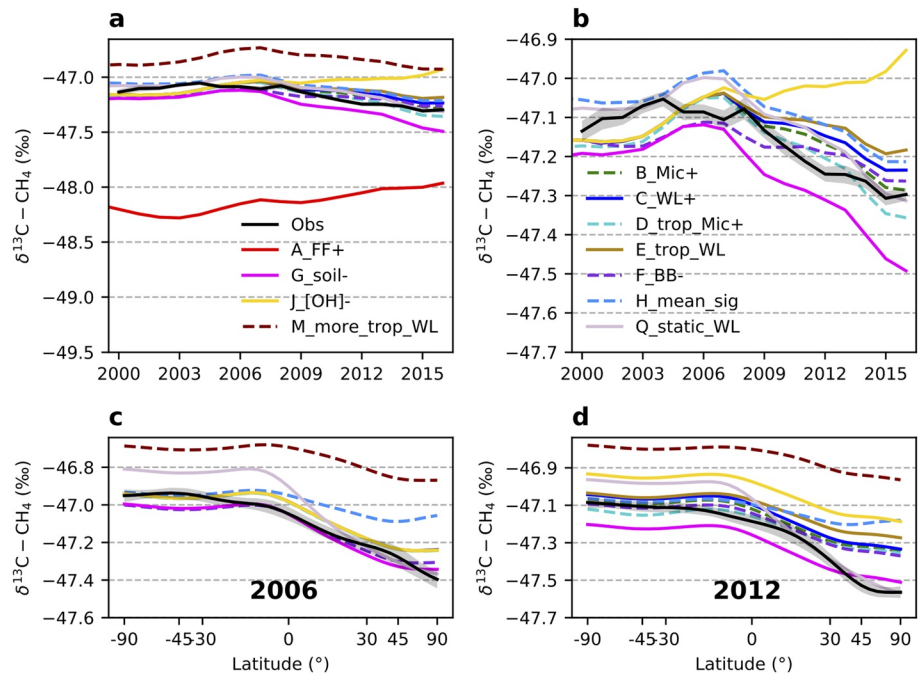 a
δ¹³C − CH₄ (‰)
−47.0
−47.5
−48.0
−48.5
−49.0
−49.5
2000 2003 2006 2009 2012 2015
Obs
A_FF+
G_soil-
J_[OH]-
M_more_trop_WL
b
δ¹³C − CH₄ (‰)
−46.9
−47.0
−47.1
−47.2
−47.3
−47.4
−47.5
−47.6
−47.7
2000 2003 2006 2009 2012 2015
B_Mic+
C_WL+
D_trop_Mic+
E_trop_WL
F_BB-
H_mean_sig
Q_static_WL
c
δ¹³C − CH₄ (‰)
−46.8
−47.0
−47.2
−47.4
−47.6
2006
-90 -45 -30 0 30 45 90
Latitude (°)
d
δ¹³C − CH₄ (‰)
−46.9
−47.1
−47.3
−47.5
−47.7
2012
-90 -45 -30 0 30 45 90
Latitude (°)